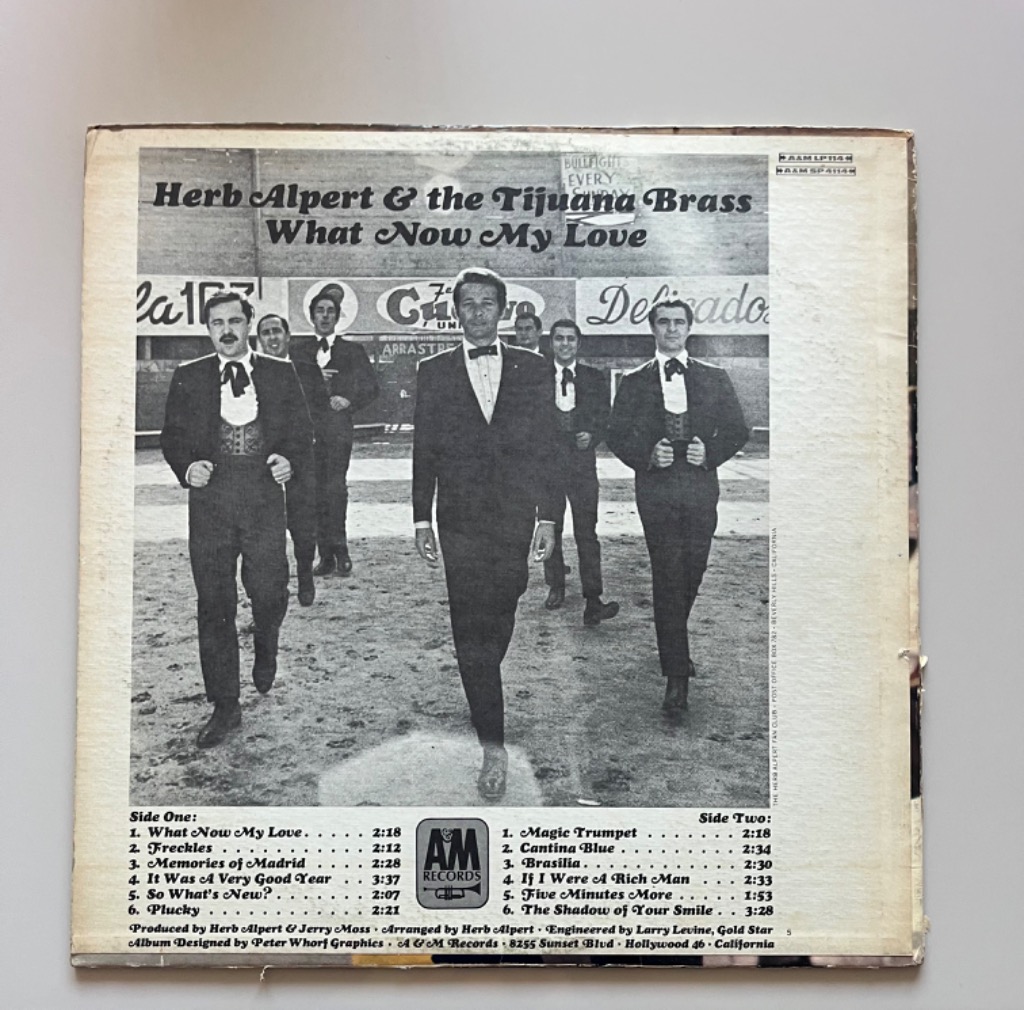 A&M LP 114
A&M SP 4114
BULLFIGHT
EVERY
SUNDAY
Herb Alpert & the Tijuana Brass
What Now My Love
Delicados
ARRASTRE
THE HERB ALPERT FAN CLUB • POST OFFICE BOX 782 • BEVERLY HILLS • CALIFORNIA
Side One:
1. What Now My Love . . . . . 2:18
2. Freckles . . . . . . . . . . . 2:12
3. Memories of Madrid . . . . 2:28
4. It Was A Very Good Year . . 3:37
5. So What's New? . . . . . . . 2:07
6. Plucky . . . . . . . . . . . . 2:21
A&M
RECORDS
Side Two:
1. Magic Trumpet . . . . . . . 2:18
2. Cantina Blue . . . . . . . . 2:34
3. Brasilia . . . . . . . . . . . 2:30
4. If I Were A Rich Man . . . 2:33
5. Five Minutes More . . . . . 1:53
6. The Shadow of Your Smile . . 3:28
Produced by Herb Alpert & Jerry Moss • Arranged by Herb Alpert • Engineered by Larry Levine, Gold Star
Album Designed by Peter Whorf Graphics • A & M Records • 8255 Sunset Blvd • Hollywood 46 • California
5